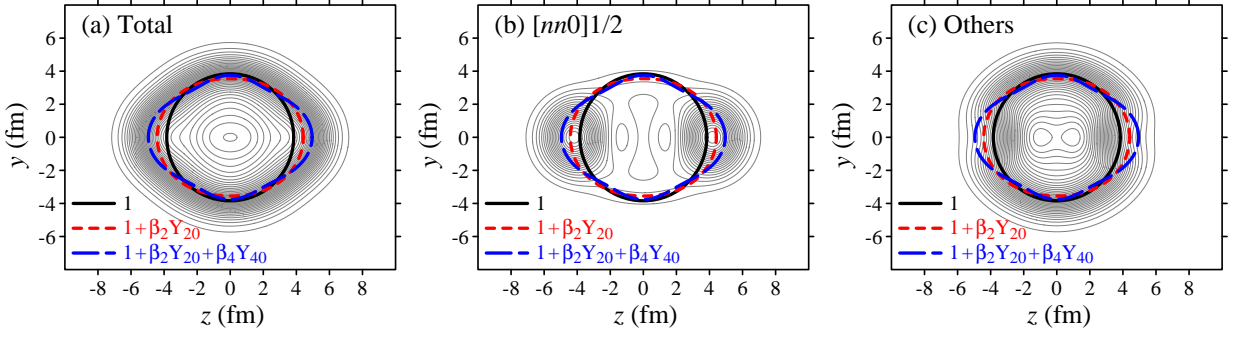 (a) Total
6
4
2
0
-2
-4
-6
y (fm)
1
1+β₂Y₂₀
1+β₂Y₂₀+β₄Y₄₀
-8 -6 -4 -2 0 2 4 6 8
z (fm)
(b) [nn0]1/2
6
4
2
0
-2
-4
-6
y (fm)
1
1+β₂Y₂₀
1+β₂Y₂₀+β₄Y₄₀
-8 -6 -4 -2 0 2 4 6 8
z (fm)
(c) Others
6
4
2
0
-2
-4
-6
y (fm)
1
1+β₂Y₂₀
1+β₂Y₂₀+β₄Y₄₀
-8 -6 -4 -2 0 2 4 6 8
z (fm)